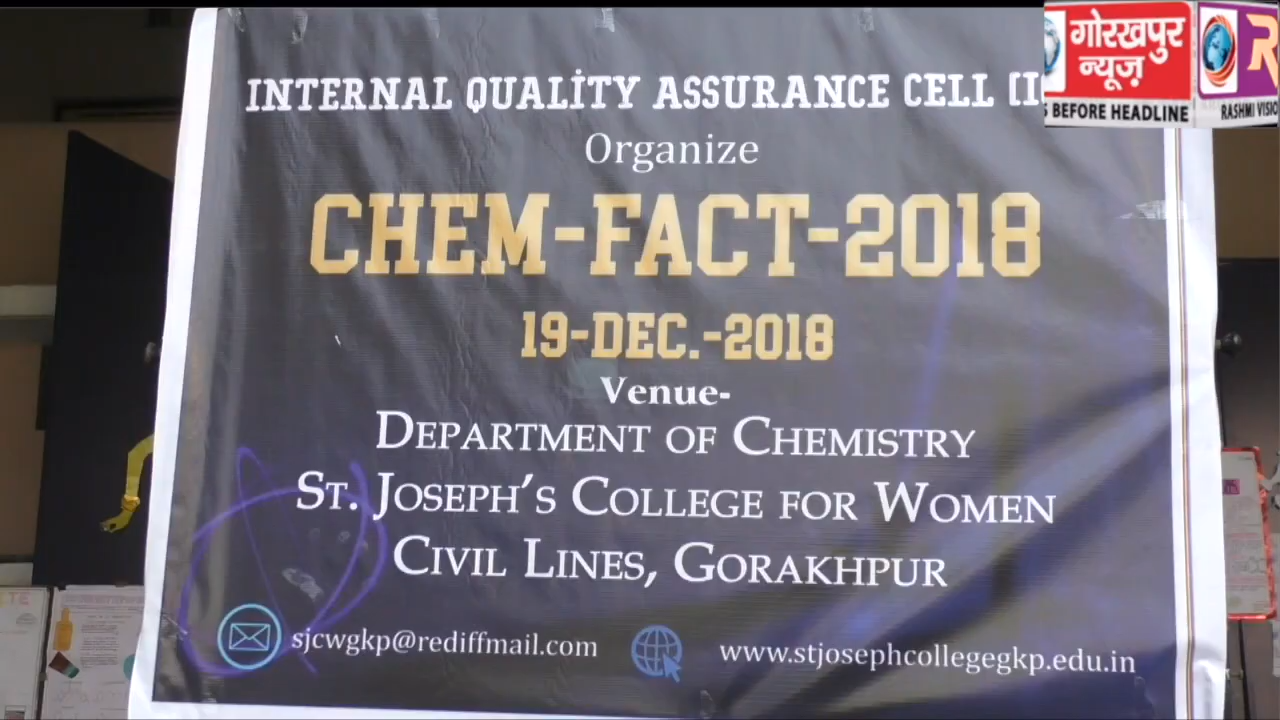 INTERNAL QUALITY ASSURANCE CELL (I
Organize
CHEM-FACT-2018
19-DEC.-2018
Venue-
DEPARTMENT OF CHEMISTRY
ST. JOSEPH'S COLLEGE FOR WOMEN
CIVIL LINES, GORAKHPUR
sjcwgkp@rediffmail.com
www.stjosephcollegegkp.edu.in
गोरखपुर
न्यूज़
BEFORE HEADLINE
R
RASHMI VISIO